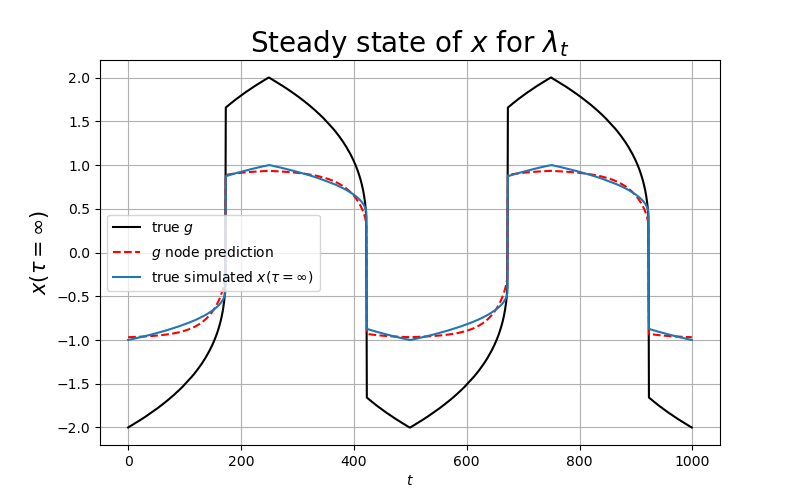 Steady state of x for λ_t
x(τ = ∞)
2.0
1.5
1.0
0.5
0.0
−0.5
−1.0
−1.5
−2.0
true g
g node prediction
true simulated x(τ = ∞)
0 200 400 600 800 1000
t